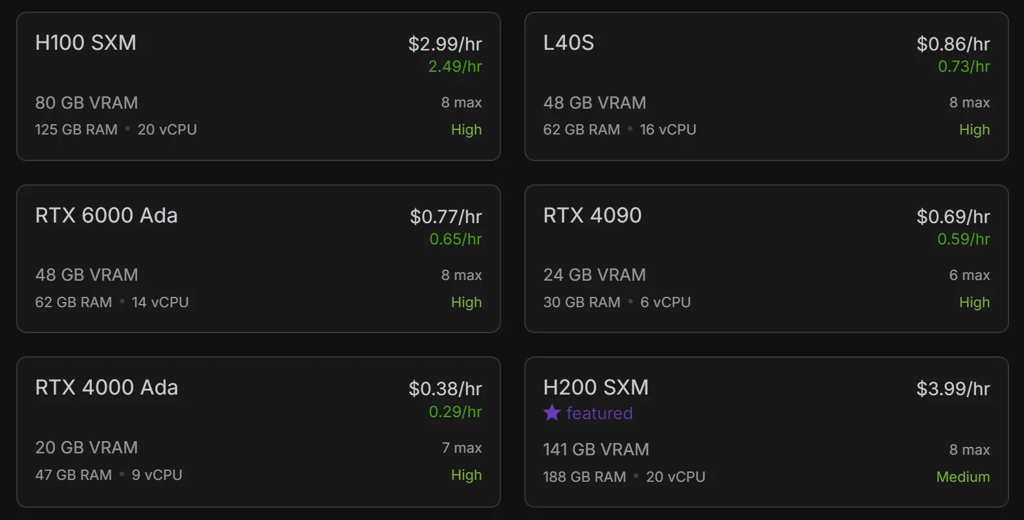 H100 SXM
$2.99/hr
2.49/hr
80 GB VRAM
8 max
125 GB RAM • 20 vCPU
High
L40S
$0.86/hr
0.73/hr
48 GB VRAM
8 max
62 GB RAM • 16 vCPU
High
RTX 6000 Ada
$0.77/hr
0.65/hr
48 GB VRAM
8 max
62 GB RAM • 14 vCPU
High
RTX 4090
$0.69/hr
0.59/hr
24 GB VRAM
6 max
30 GB RAM • 6 vCPU
High
RTX 4000 Ada
$0.38/hr
0.29/hr
20 GB VRAM
7 max
47 GB RAM • 9 vCPU
High
H200 SXM
$3.99/hr
★ featured
141 GB VRAM
8 max
188 GB RAM • 20 vCPU
Medium